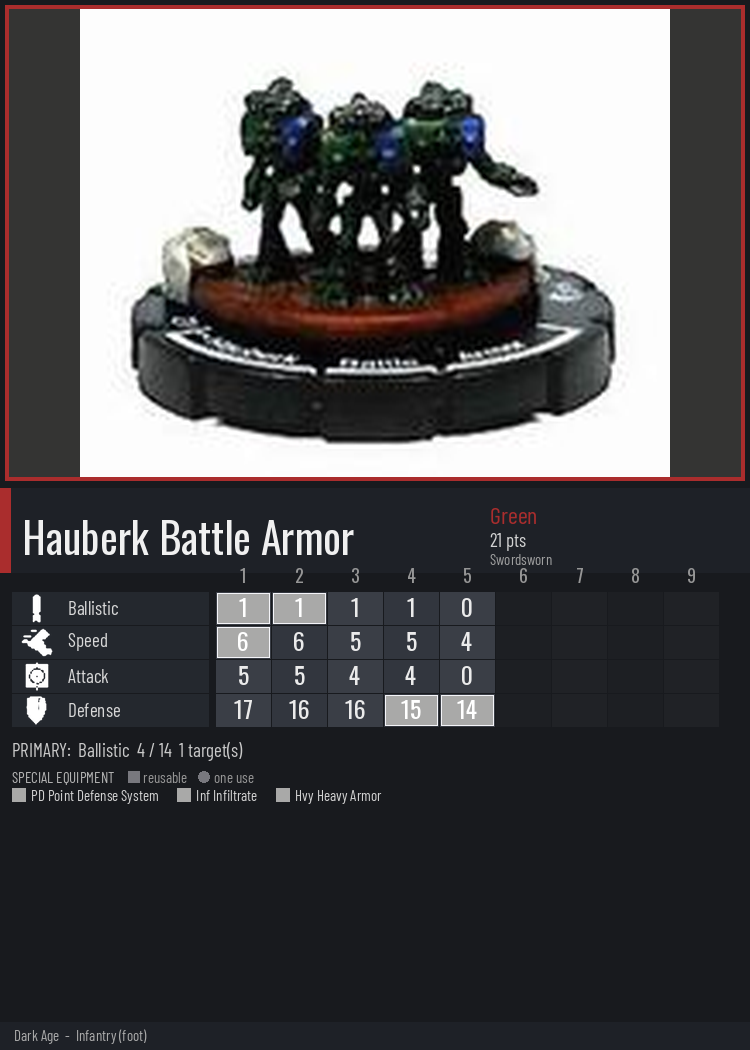 Battle
Hauberk Battle Armor
Green
21 pts
Swordsworn
1 2 3 4 5 6 7 8 9
Ballistic 1 1 1 1 0
Speed 6 6 5 5 4
Attack 5 5 4 4 0
Defense 17 16 16 15 14
PRIMARY: Ballistic 4 / 14 1 target(s)
SPECIAL EQUIPMENT reusable one use
PD Point Defense System Inf Infiltrate Hvy Heavy Armor
Dark Age - Infantry (foot)